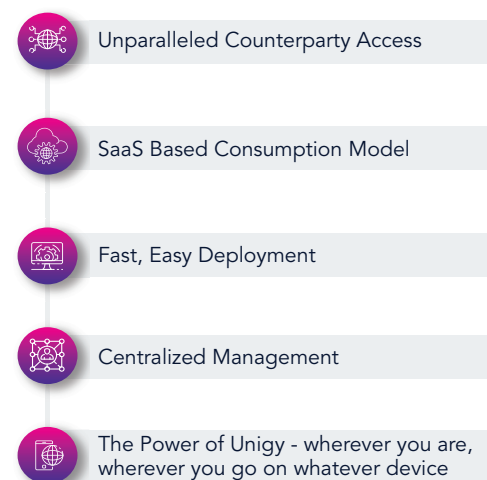 Unparalleled Counterparty Access
SaaS Based Consumption Model
Fast, Easy Deployment
Centralized Management
The Power of Unigy - wherever you are,
wherever you go on whatever device